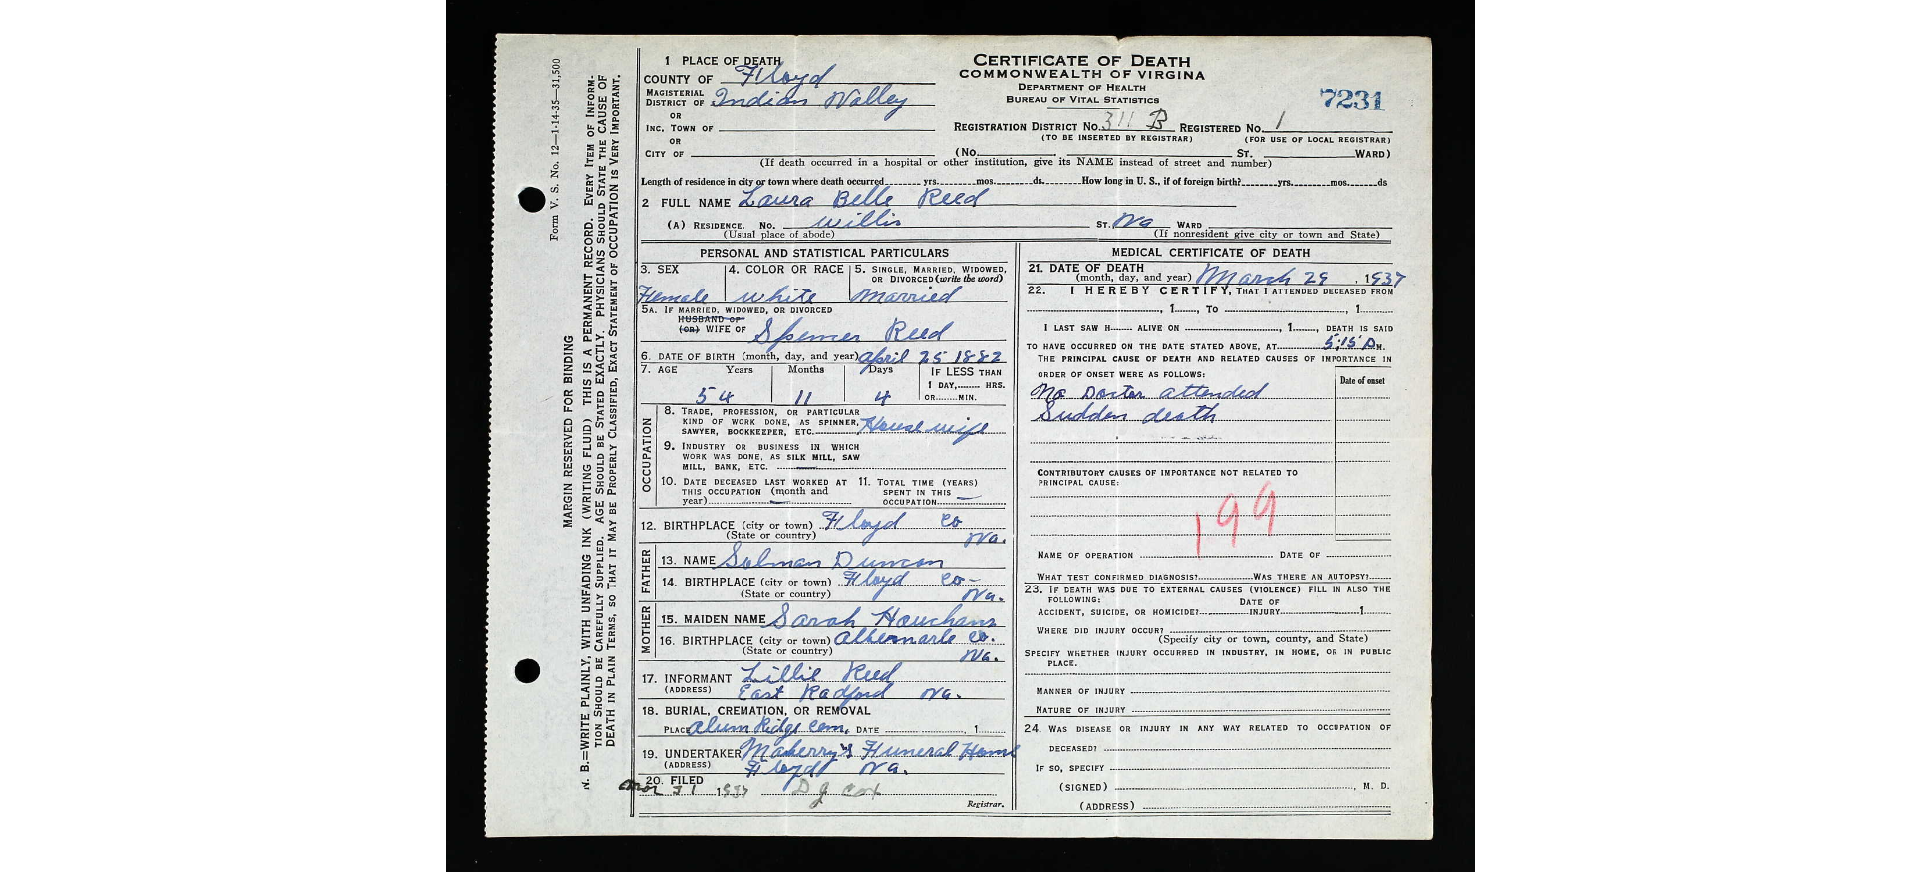 Form V. S. No. 12—1-14-35—31,500
MARGIN RESERVED FOR BINDING
N. B.—WRITE PLAINLY, WITH UNFADING INK (WRITING FLUID) THIS IS A PERMANENT RECORD. EVERY ITEM OF INFORM-
TION SHOULD BE CAREFULLY SUPPLIED. AGE SHOULD BE STATED EXACTLY. PHYSICIANS SHOULD STATE THE CAUSE OF
DEATH IN PLAIN TERMS, SO THAT IT MAY BE PROPERLY CLASSIFIED. EXACT STATEMENT OF OCCUPATION IS VERY IMPORTANT.
1 PLACE OF DEATH
COUNTY OF Floyd
MAGISTERIAL
DISTRICT OF Indian Valley
OR
INC. TOWN OF
OR
CITY OF
CERTIFICATE OF DEATH
COMMONWEALTH OF VIRGINIA
DEPARTMENT OF HEALTH
BUREAU OF VITAL STATISTICS
7231
REGISTRATION DISTRICT No. 311 B REGISTERED No. 1
(TO BE INSERTED BY REGISTRAR) (FOR USE OF LOCAL REGISTRAR)
(No. ST. WARD)
(If death occurred in a hospital or other institution, give its NAME instead of street and number)
Length of residence in city or town where death occurred yrs. mos. ds. How long in U. S., if of foreign birth? yrs. mos. ds
2 FULL NAME Laura Belle Reed
(A) RESIDENCE. No. Willis ST. Va WARD
(Usual place of abode) (If nonresident give city or town and State)
PERSONAL AND STATISTICAL PARTICULARS
3. SEX 4. COLOR OR RACE 5. SINGLE, MARRIED, WIDOWED,
OR DIVORCED (write the word)
Female White Married
5A. IF MARRIED, WIDOWED, OR DIVORCED
HUSBAND OF
(OR) WIFE OF Spencer Reed
6. DATE OF BIRTH (month, day, and year) April 25 1882
7. AGE Years Months Days IF LESS THAN
1 DAY, HRS.
54 11 4 OR MIN.
OCCUPATION
8. TRADE, PROFESSION, OR PARTICULAR
KIND OF WORK DONE, AS SPINNER,
SAWYER, BOOKKEEPER, ETC. House wife
9. INDUSTRY OR BUSINESS IN WHICH
WORK WAS DONE, AS SILK MILL, SAW
MILL, BANK, ETC.
10. DATE DECEASED LAST WORKED AT 11. TOTAL TIME (YEARS)
THIS OCCUPATION (month and SPENT IN THIS
year) OCCUPATION
12. BIRTHPLACE (city or town) Floyd Co
(State or country) Va.
FATHER
13. NAME Solman Duncan
14. BIRTHPLACE (city or town) Floyd Co-
(State or country) Va.
MOTHER
15. MAIDEN NAME Sarah
16. BIRTHPLACE (city or town) Albemarle Co.
(State or country) Va.
17. INFORMANT Lillie Reed
(ADDRESS) East Radford Va.
18. BURIAL, CREMATION, OR REMOVAL
PLACE Alum Ridge Cem. DATE , 1
19. UNDERTAKER Maberry's Funeral Home
(ADDRESS) Floyd Va.
20. FILED
Mar 31 1937 D J Cox
Registrar.
MEDICAL CERTIFICATE OF DEATH
21. DATE OF DEATH
(month, day, and year) March 29, 1937
22. I HEREBY CERTIFY, THAT I ATTENDED DECEASED FROM
, 1 , TO , 1
I LAST SAW H ALIVE ON , 1 , DEATH IS SAID
TO HAVE OCCURRED ON THE DATE STATED ABOVE, AT 5:15 P M.
THE PRINCIPAL CAUSE OF DEATH AND RELATED CAUSES OF IMPORTANCE IN
ORDER OF ONSET WERE AS FOLLOWS:
Date of onset
No Doctor attended
Sudden death
CONTRIBUTORY CAUSES OF IMPORTANCE NOT RELATED TO
PRINCIPAL CAUSE:
199
NAME OF OPERATION DATE OF
WHAT TEST CONFIRMED DIAGNOSIS? WAS THERE AN AUTOPSY?
23. IF DEATH WAS DUE TO EXTERNAL CAUSES (VIOLENCE) FILL IN ALSO THE
FOLLOWING: DATE OF
ACCIDENT, SUICIDE, OR HOMICIDE? INJURY 1
WHERE DID INJURY OCCUR?
(Specify city or town, county, and State)
SPECIFY WHETHER INJURY OCCURRED IN INDUSTRY, IN HOME, OR IN PUBLIC
PLACE.
MANNER OF INJURY
NATURE OF INJURY
24 WAS DISEASE OR INJURY IN ANY WAY RELATED TO OCCUPATION OF
DECEASED?
IF SO, SPECIFY
(SIGNED) , M. D.
(ADDRESS)